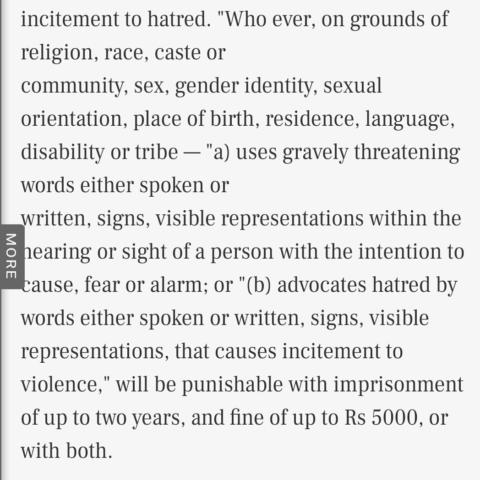 incitement to hatred. "Who ever, on grounds of
religion, race, caste or
community, sex, gender identity, sexual
orientation, place of birth, residence, language,
disability or tribe — "a) uses gravely threatening
words either spoken or
written, signs, visible representations within the
hearing or sight of a person with the intention to
cause, fear or alarm; or "(b) advocates hatred by
words either spoken or written, signs, visible
representations, that causes incitement to
violence," will be punishable with imprisonment
of up to two years, and fine of up to Rs 5000, or
with both.
MORE